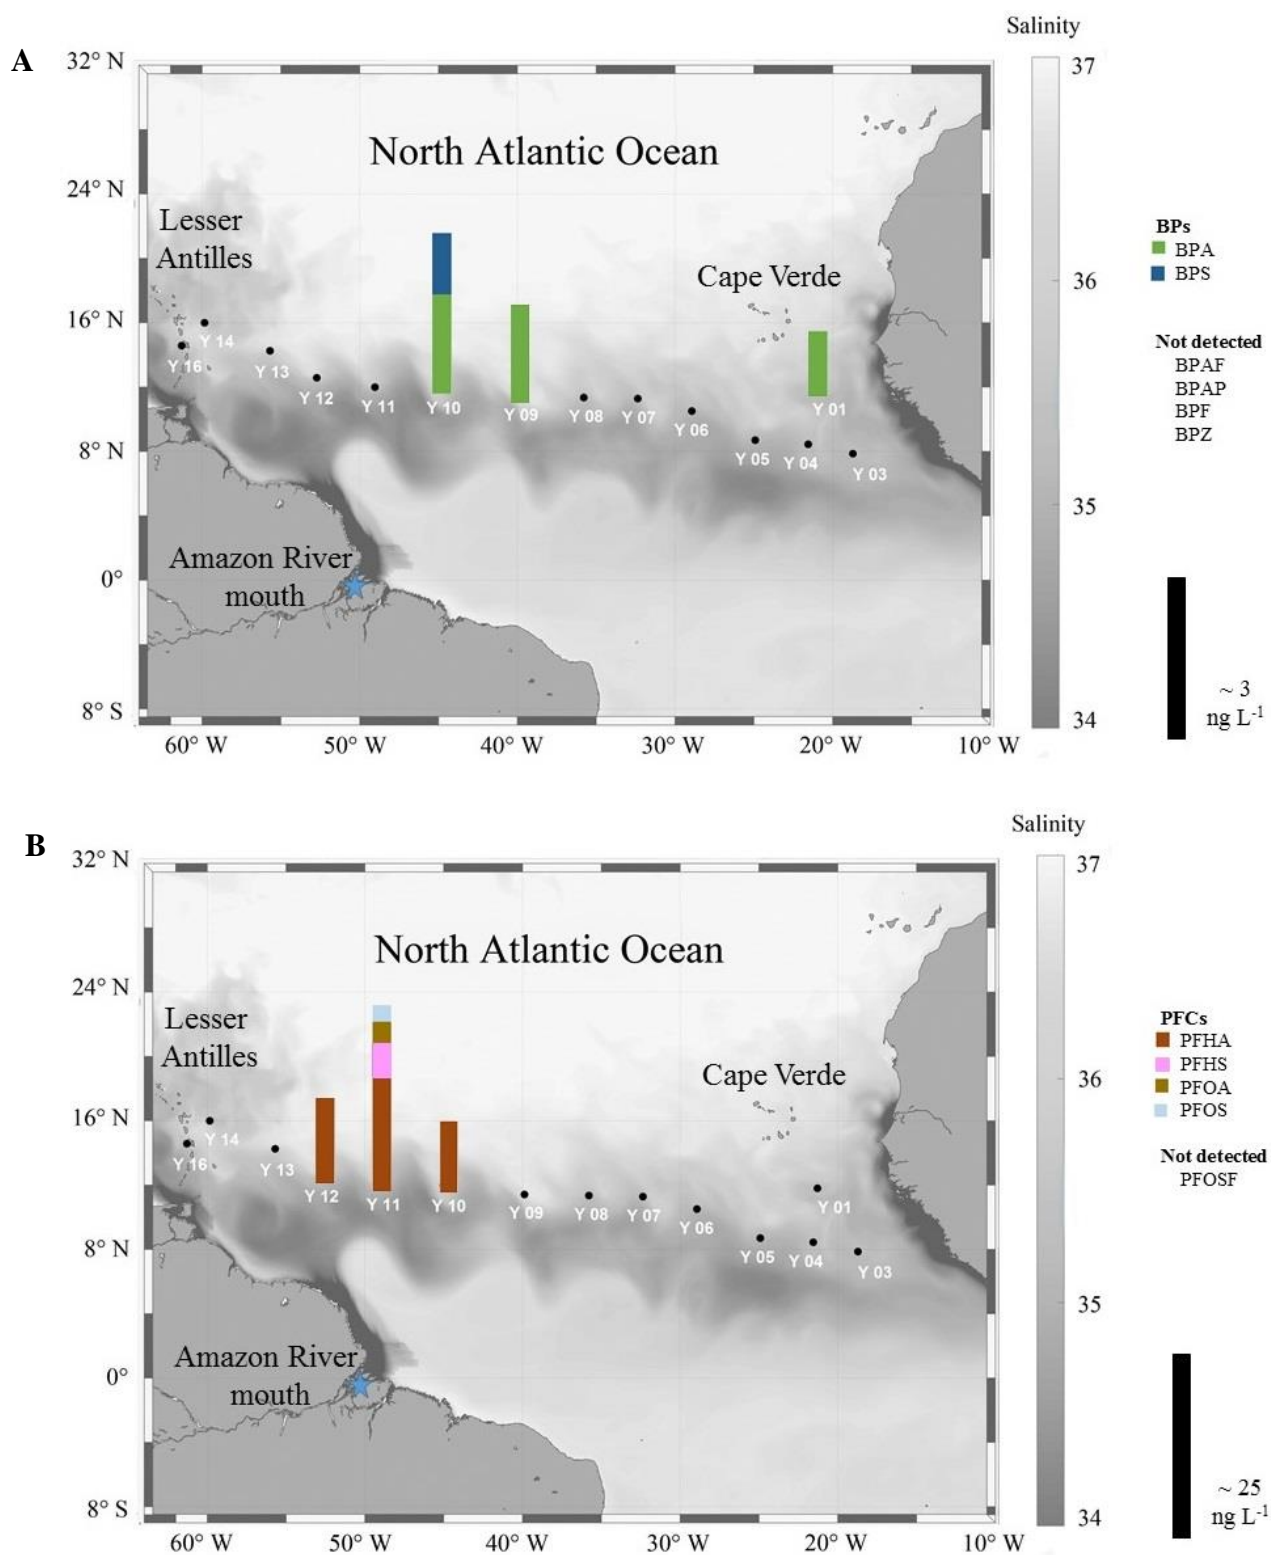 A
Salinity
32° N
37
North Atlantic Ocean
24° N
Lesser
Antilles
BPs
BPA
BPS
Cape Verde
36
16° N
Y 14
Y 16
Y 13
Y 12
Y 11
Y 10
Y 09
Y 08
Y 07
Y 06
Y 01
Y 05
Y 04
Y 03
Not detected
BPAF
BPAP
BPF
BPZ
8° N
35
Amazon River
mouth
0°
~ 3
ng L-1
8° S
34
60° W
50° W
40° W
30° W
20° W
10° W
B
Salinity
32° N
37
North Atlantic Ocean
24° N
Lesser
Antilles
PFCs
PFHA
PFHS
PFOA
PFOS
Cape Verde
36
16° N
Y 14
Y 16
Y 13
Y 12
Y 11
Y 10
Y 09
Y 08
Y 07
Y 06
Y 01
Y 05
Y 04
Y 03
Not detected
PFOSF
8° N
35
Amazon River
mouth
0°
~ 25
ng L-1
8° S
34
60° W
50° W
40° W
30° W
20° W
10° W